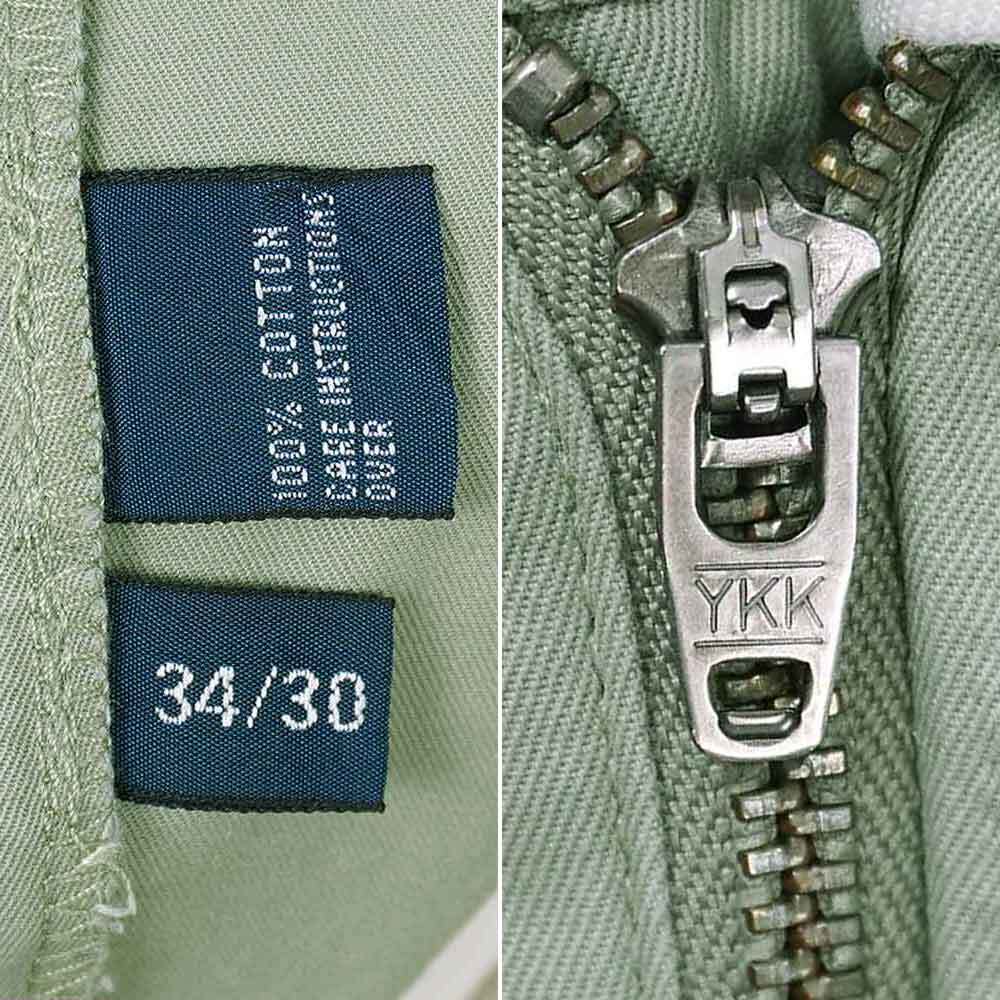 100% COTTON
CARE INSTRUCTIONS
OVER
34/30
YKK